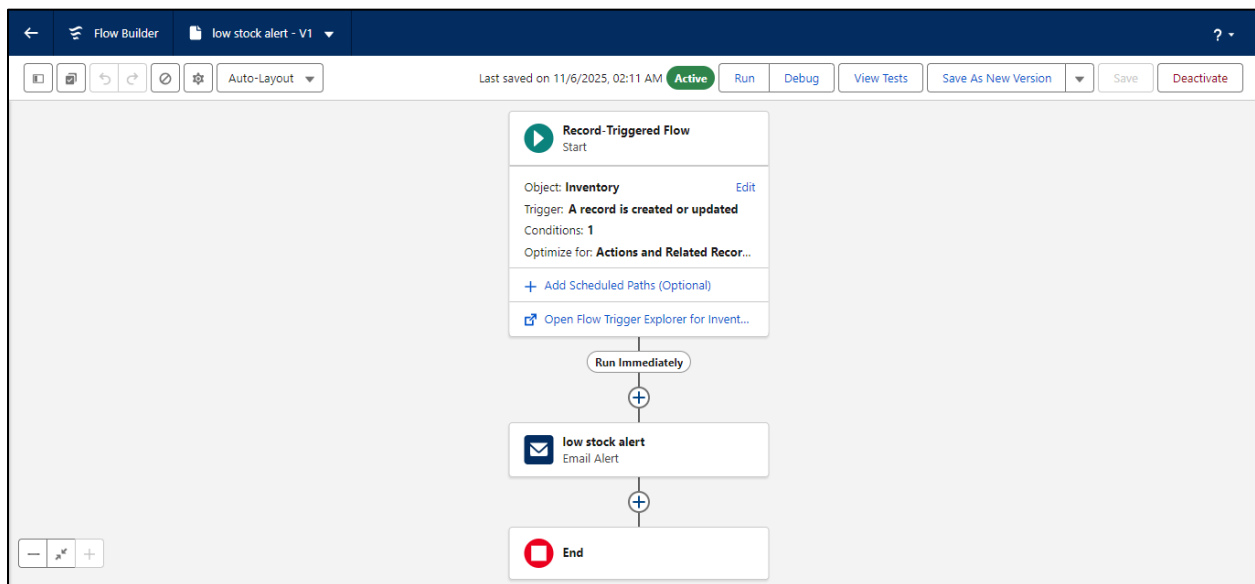 Flow Builder
low stock alert - V1
?
Auto-Layout
Last saved on 11/6/2025, 02:11 AM
Active
Run
Debug
View Tests
Save As New Version
Save
Deactivate
Record-Triggered Flow
Start
Object: Inventory
Edit
Trigger: A record is created or updated
Conditions: 1
Optimize for: Actions and Related Recor...
Add Scheduled Paths (Optional)
Open Flow Trigger Explorer for Invent...
Run Immediately
low stock alert
Email Alert
End